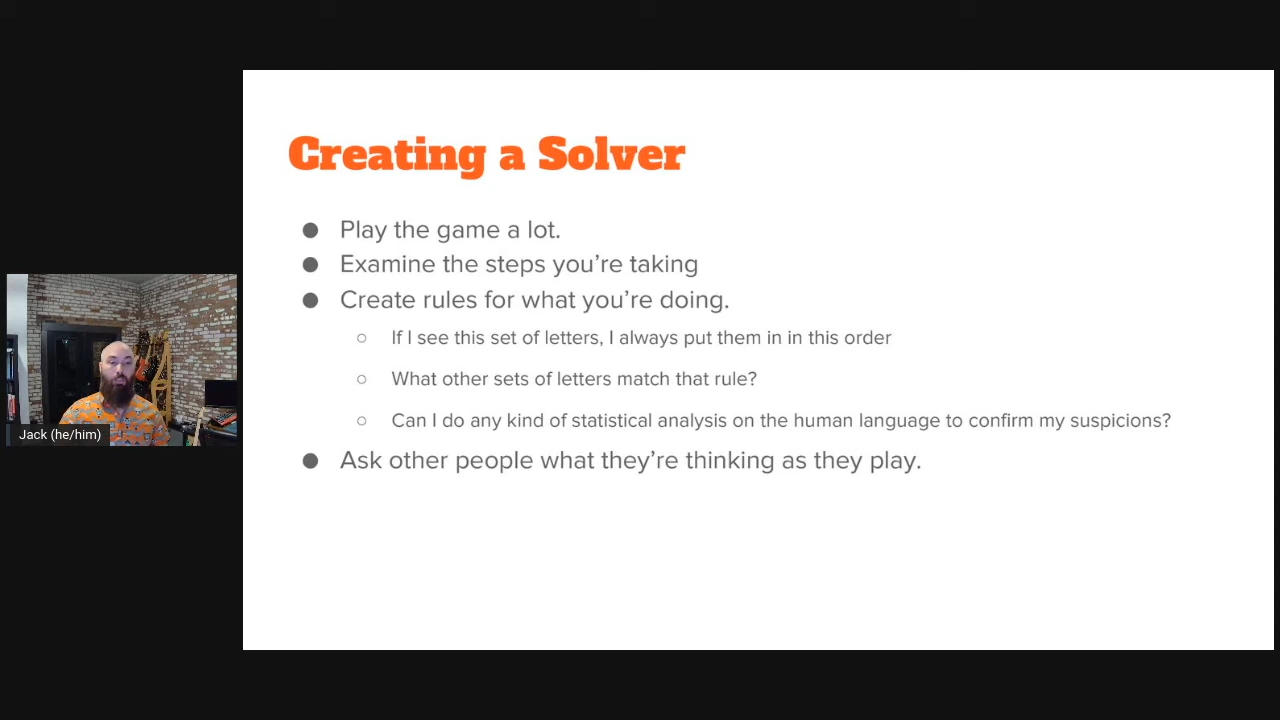 Creating a Solver
● Play the game a lot.
● Examine the steps you’re taking
● Create rules for what you’re doing.
○ If I see this set of letters, I always put them in in this order
○ What other sets of letters match that rule?
○ Can I do any kind of statistical analysis on the human language to confirm my suspicions?
● Ask other people what they’re thinking as they play.
Jack (he/him)